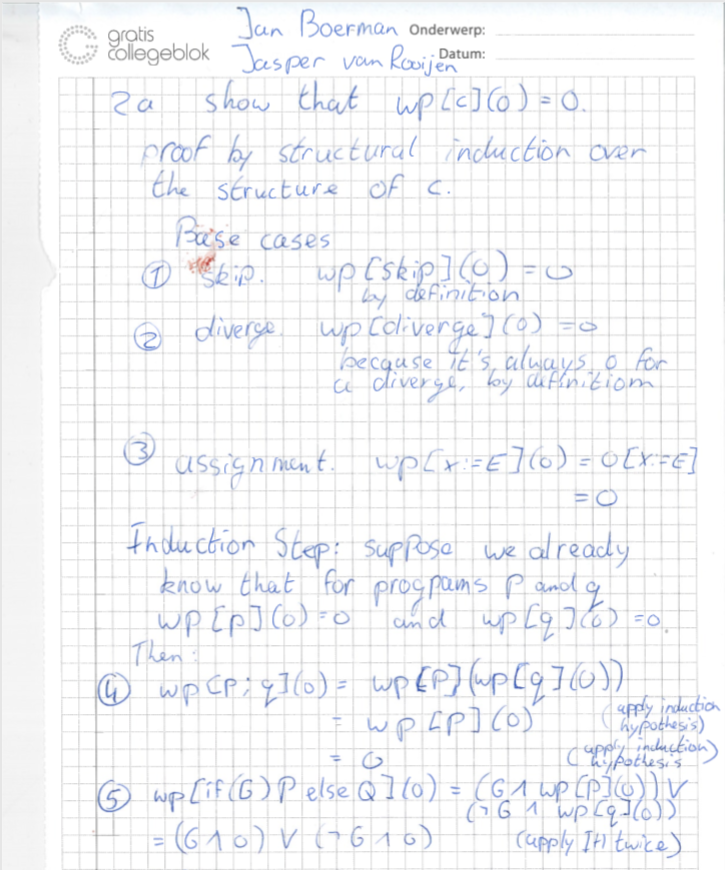 gratis
collegeblok
Jan Boerman
Jasper van Rooijen
Onderwerp:
Datum:
2a show that wp[c](0) = 0.
proof by structural induction over
the structure of c.
Base cases
① skip. wp[skip](0) = 0
by definition
② diverge. wp[diverge](0) = 0
because it's always 0 for
a diverge, by definition
③ assignment. wp[x:=E](0) = 0[x:=E]
= 0
Induction Step: suppose we already
know that for programs p and q
wp[p](0) = 0 and wp[q](0) = 0.
Then:
④ wp[P;q](0) = wp[P](wp[q](0))
= wp[P](0) (apply induction
hypothesis)
= 0 (apply induction)
hypothesis
⑤ wp[if(G) P else Q](0) = (G ∧ wp[P](0)) ∨
(¬G ∧ wp[q](0))
= (G ∧ 0) ∨ (¬G ∧ 0) (apply IH twice)